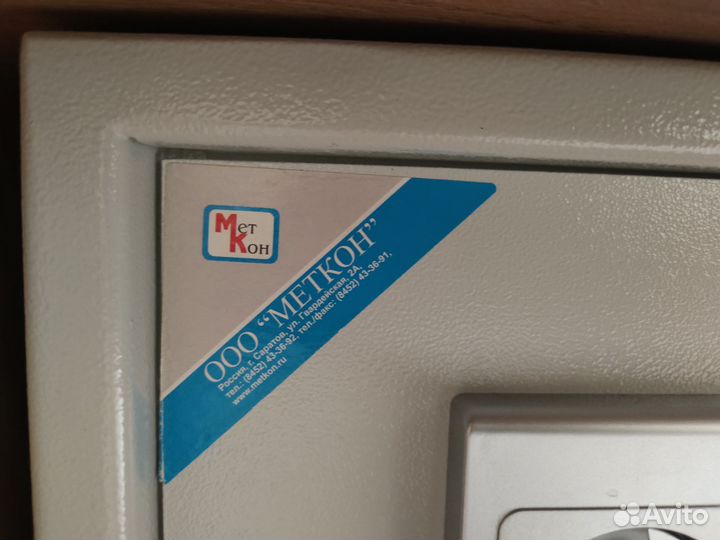 Мет
Кон
ООО “МЕТКОН”
Россия, г. Саратов, ул. Гвардейская, 2А,
тел.: (8452) 43-36-92, тел./факс: (8452) 43-36-91,
www.metkon.ru
Avito